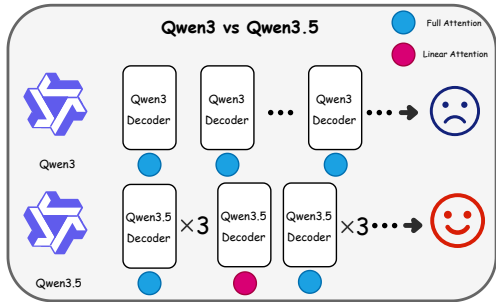 Qwen3 vs Qwen3.5
Full Attention
Linear Attention
Qwen3
Decoder
Qwen3
Decoder
...
Qwen3
Decoder
...
Qwen3
Qwen3.5
Decoder
×3
Qwen3.5
Decoder
Qwen3.5
Decoder
×3
...
Qwen3.5